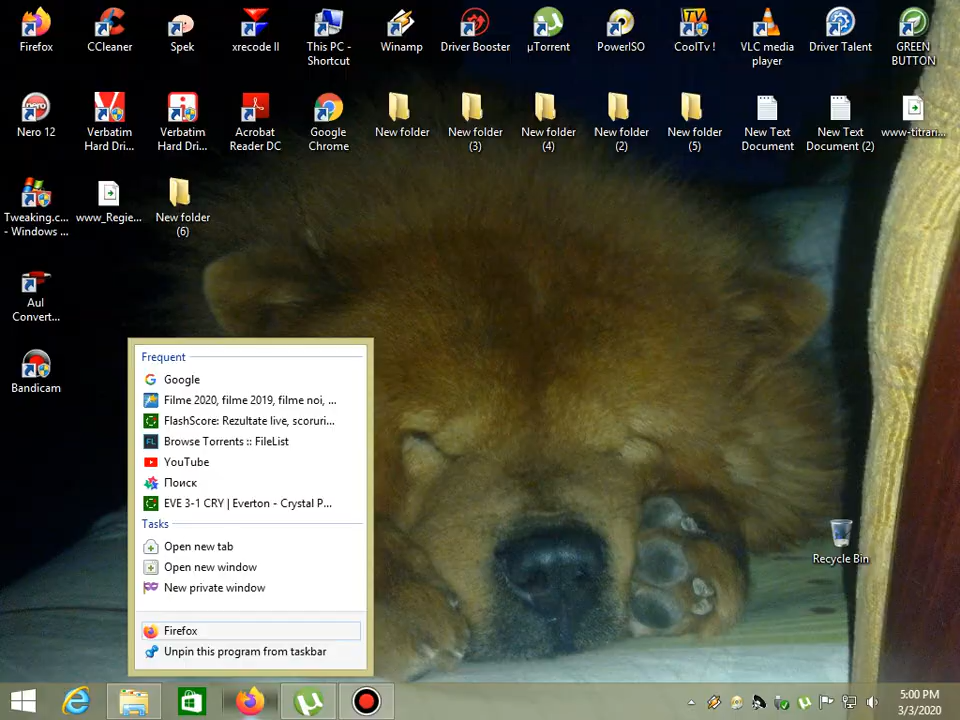 Firefox
CCleaner
Spek
xrecode II
This PC -
Shortcut
Winamp
Driver Booster
µTorrent
PowerISO
CoolTv !
VLC media
player
Driver Talent
GREEN
BUTTON
Nero 12
Verbatim
Hard Dri...
Verbatim
Hard Dri...
Acrobat
Reader DC
Google
Chrome
New folder
New folder
(3)
New folder
(4)
New folder
(2)
New folder
(5)
New Text
Document
New Text
Document (2)
www-titrari...
Tweaking.c...
- Windows ...
www_Regie...
New folder
(6)
Aul
Convert...
Bandicam
Frequent
Google
Filme 2020, filme 2019, filme noi, ...
FlashScore: Rezultate live, scoruri...
Browse Torrents :: FileList
YouTube
Поиск
EVE 3-1 CRY | Everton - Crystal P...
Tasks
Open new tab
Open new window
New private window
Firefox
Unpin this program from taskbar
Recycle Bin
5:00 PM
3/3/2020